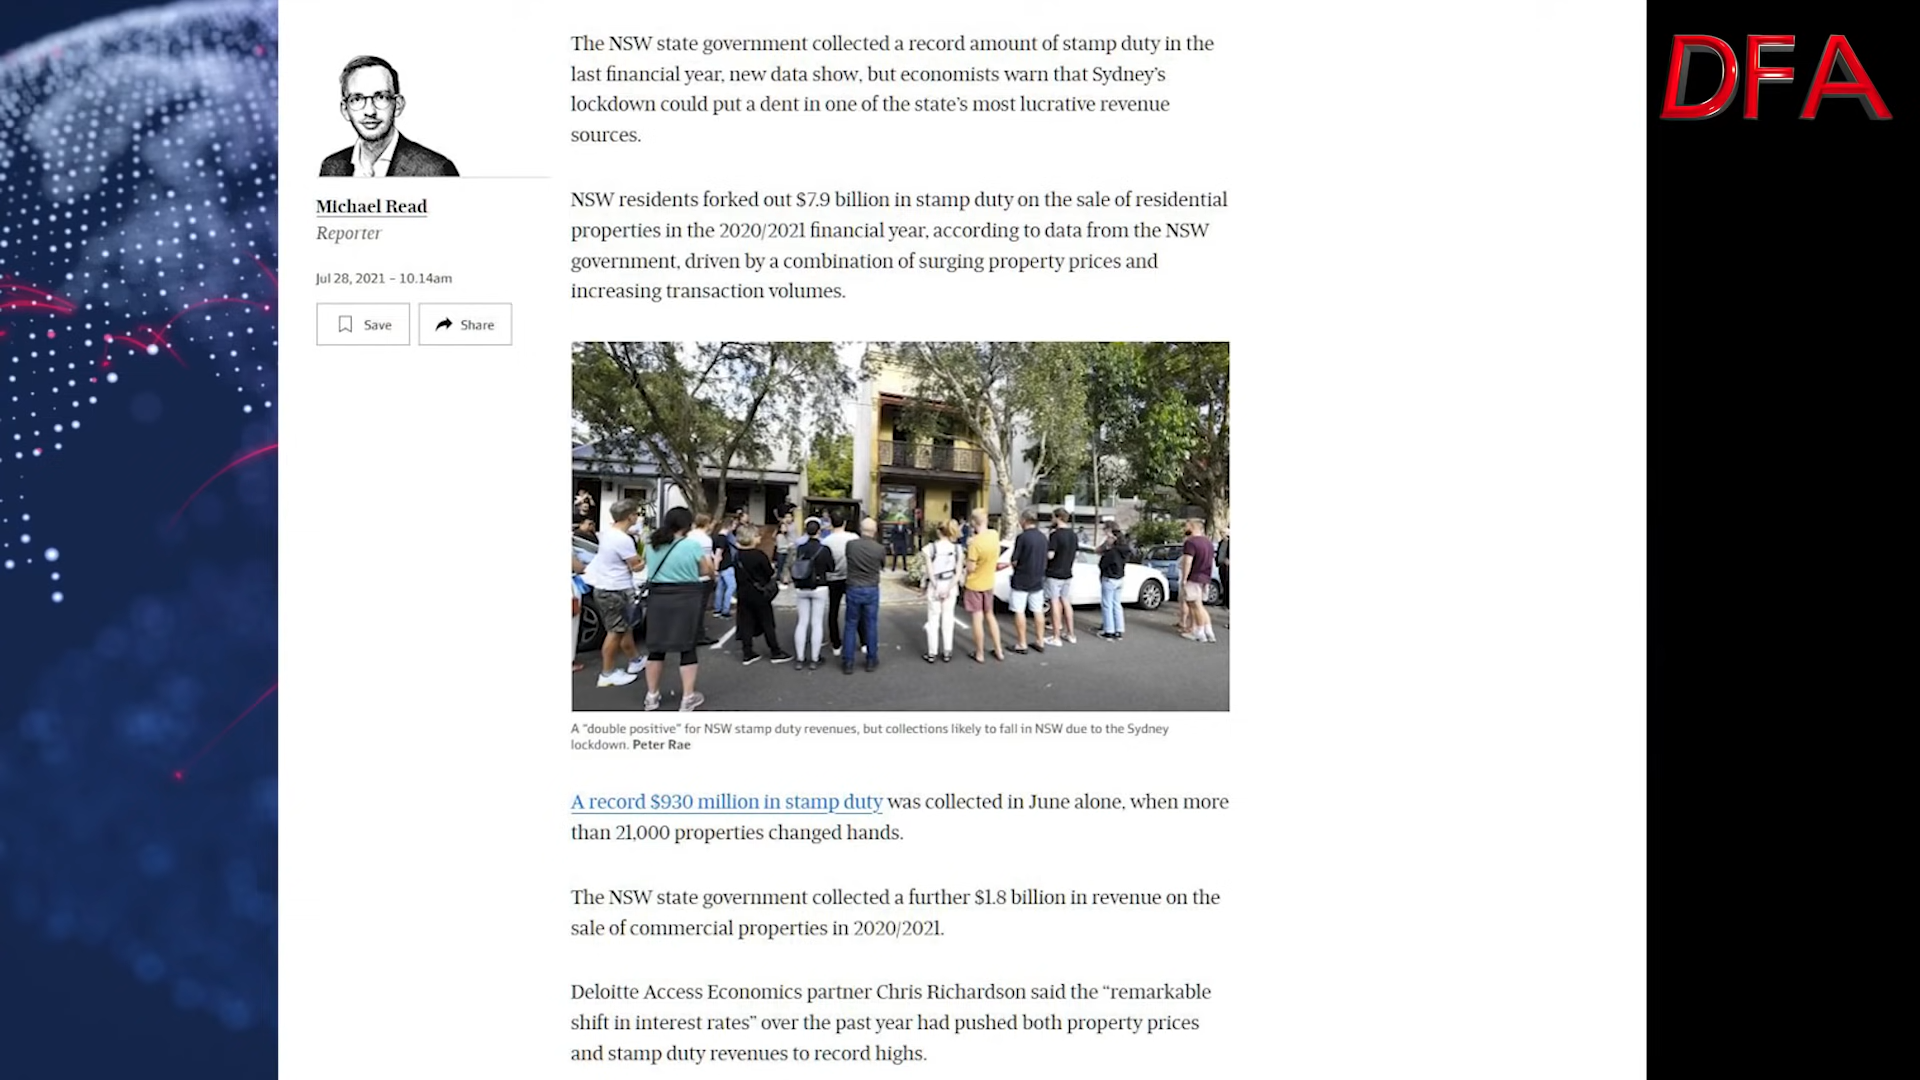 DFA
Michael Read
Reporter
Jul 28, 2021 – 10.14am
Save
Share
The NSW state government collected a record amount of stamp duty in the
last financial year, new data show, but economists warn that Sydney’s
lockdown could put a dent in one of the state’s most lucrative revenue
sources.
NSW residents forked out $7.9 billion in stamp duty on the sale of residential
properties in the 2020/2021 financial year, according to data from the NSW
government, driven by a combination of surging property prices and
increasing transaction volumes.
A “double positive” for NSW stamp duty revenues, but collections likely to fall in NSW due to the Sydney
lockdown. Peter Rae
A record $930 million in stamp duty was collected in June alone, when more
than 21,000 properties changed hands.
The NSW state government collected a further $1.8 billion in revenue on the
sale of commercial properties in 2020/2021.
Deloitte Access Economics partner Chris Richardson said the “remarkable
shift in interest rates” over the past year had pushed both property prices
and stamp duty revenues to record highs.